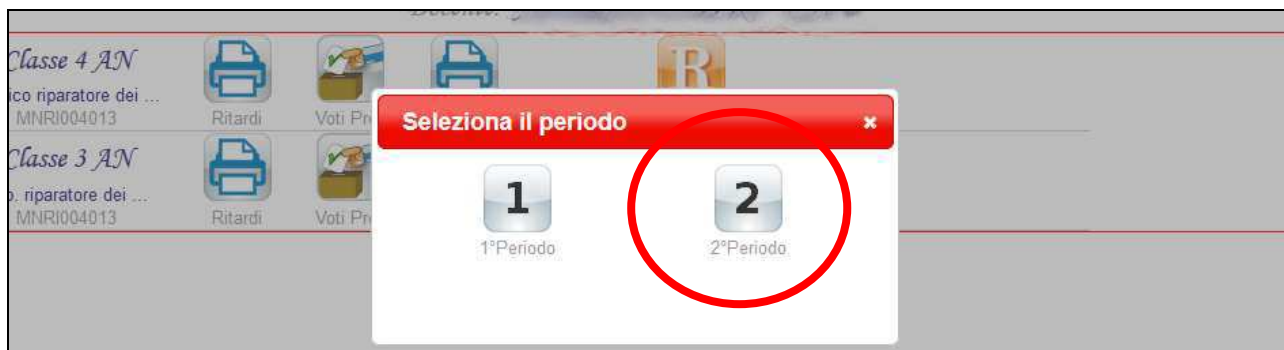 Docente:
Classe 4 AN
ico riparatore dei ...
MNRI004013
Ritardi
Voti Pr
R
Seleziona il periodo ×
1
1°Periodo
2
2°Periodo
Classe 3 AN
o. riparatore dei ...
MNRI004013
Ritardi
Voti Pr